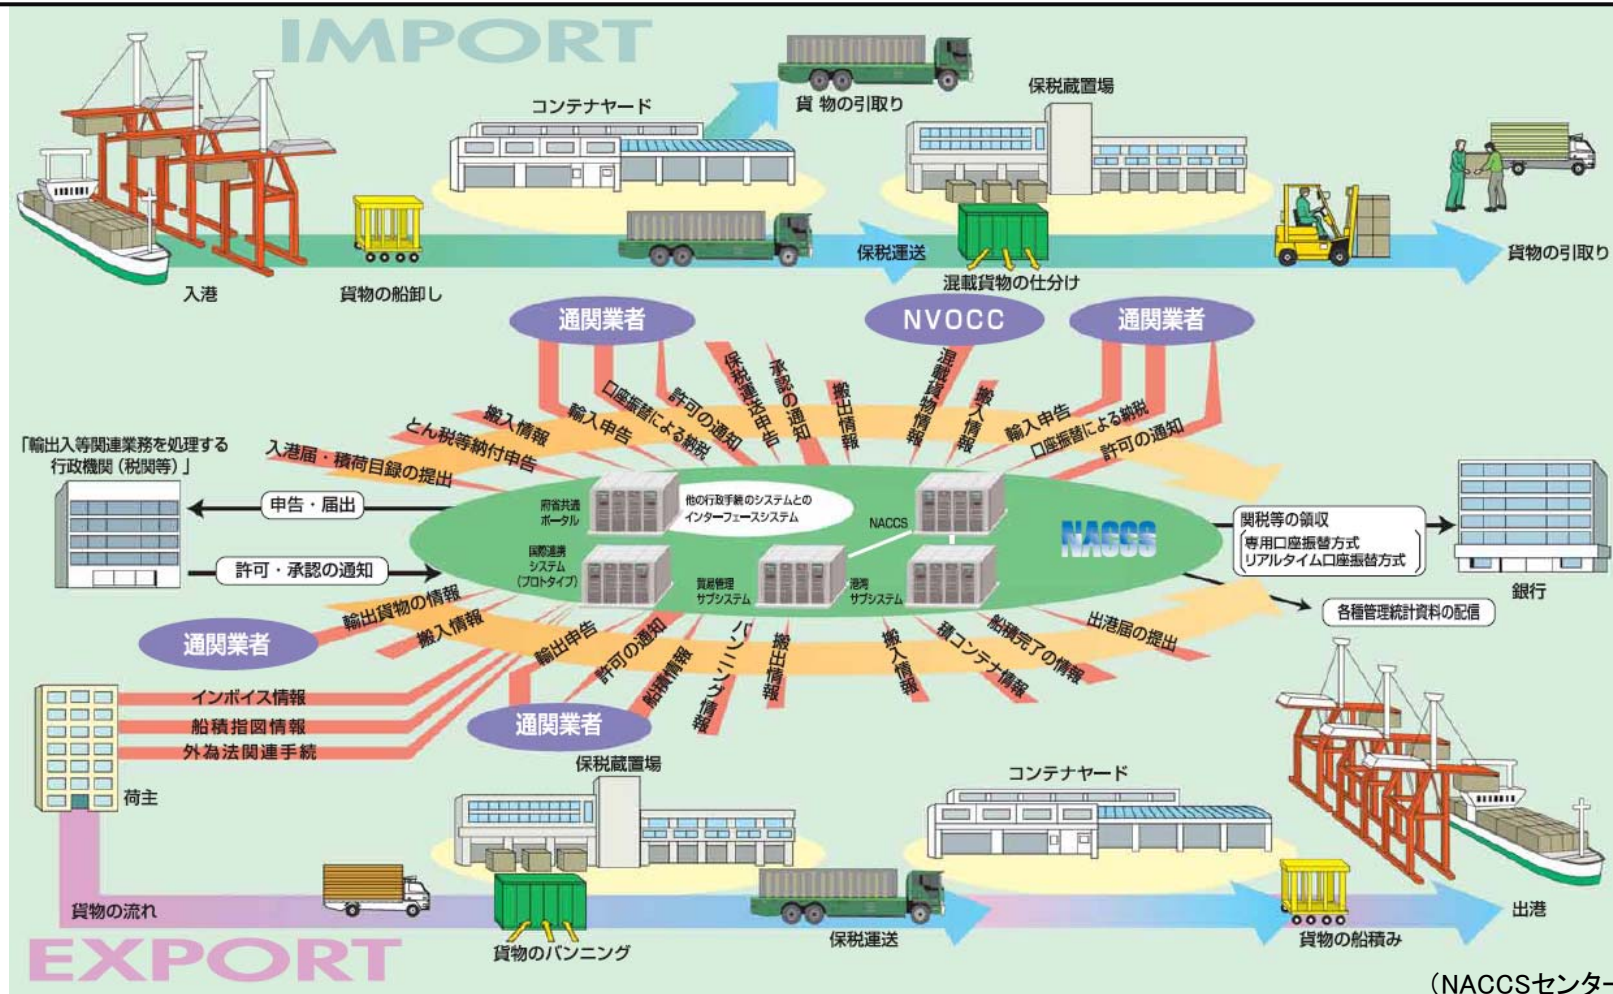 IMPORT
コンテナヤード
貨物の引取り
保税蔵置場
保税運送
貨物の引取り
入港
貨物の船卸し
混載貨物の仕分け
通関業者
NVOCC
通関業者
入港届・積荷目録の提出
とん税等納付申告
搬入情報
輸入申告
口座振替による納税
許可の通知
保税運送申告
承認の通知
搬出情報
混載貨物情報
搬入情報
輸入申告
口座振替による納税
許可の通知
「輸出入等関連業務を処理する
行政機関（税関等）」
申告・届出
許可・承認の通知
府省共通
ポータル
他の行政手続のシステムとの
インターフェースシステム
NACCS
NACCS
国際連携
システム
（プロトタイプ）
貿易管理
サブシステム
港湾
サブシステム
関税等の領収
専用口座振替方式
リアルタイム口座振替方式
銀行
各種管理統計資料の配信
通関業者
輸出貨物の情報
搬入情報
輸出申告
許可の通知
船積情報
バンニング情報
搬出情報
搬入情報
積コンテナ情報
船積完了の情報
出港届の提出
インボイス情報
船積指図情報
外為法関連手続
通関業者
荷主
保税蔵置場
コンテナヤード
貨物の流れ
貨物のバンニング
保税運送
貨物の船積み
出港
EXPORT
（NACCSセンター